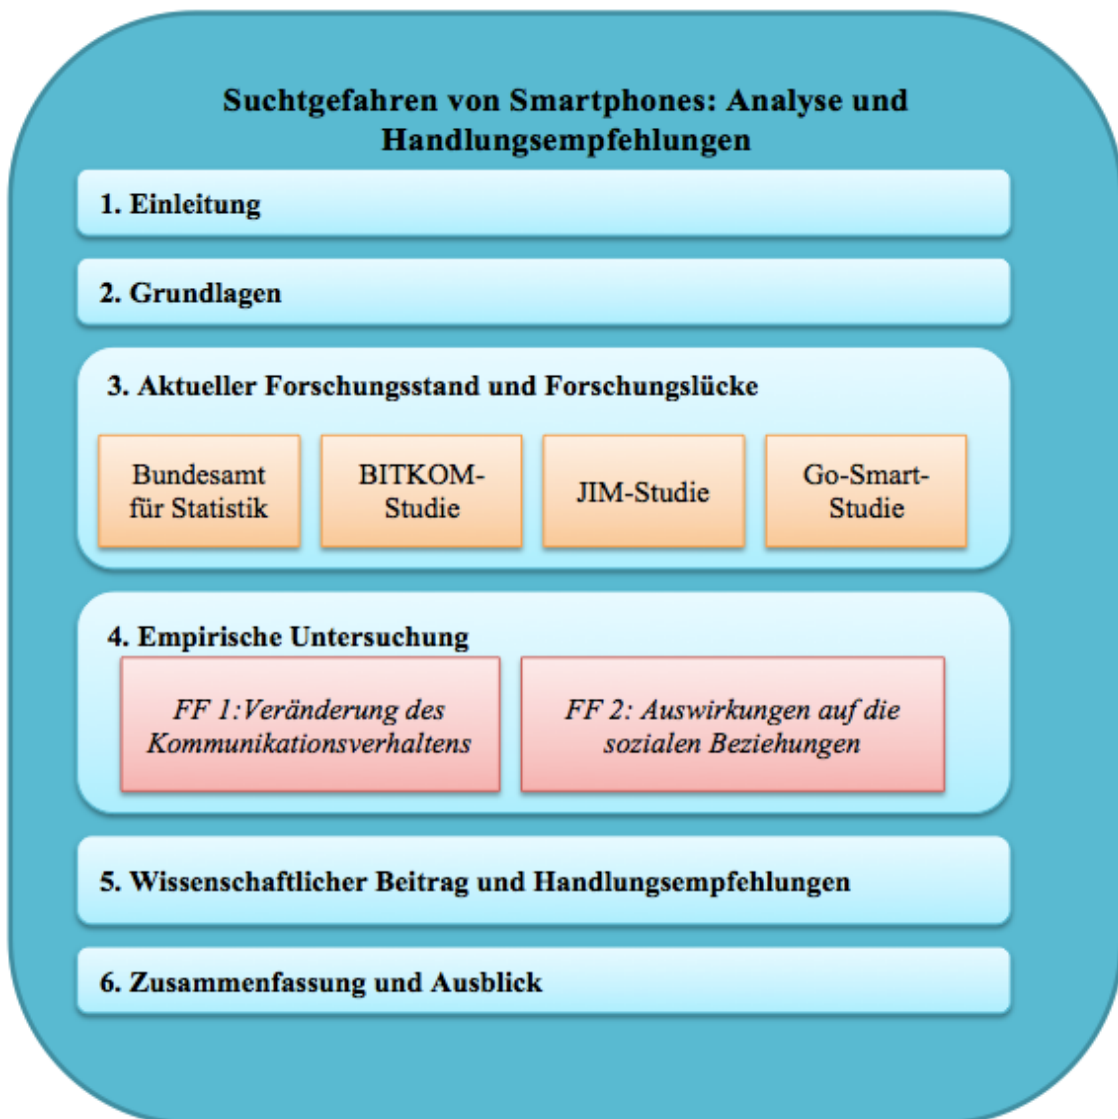 Suchtgefahren von Smartphones: Analyse und
Handlungsempfehlungen
1. Einleitung
2. Grundlagen
3. Aktueller Forschungsstand und Forschungslücke
Bundesamt
für Statistik
BITKOM-
Studie
JIM-Studie
Go-Smart-
Studie
4. Empirische Untersuchung
FF 1:Veränderung des
Kommunikationsverhaltens
FF 2: Auswirkungen auf die
sozialen Beziehungen
5. Wissenschaftlicher Beitrag und Handlungsempfehlungen
6. Zusammenfassung und Ausblick